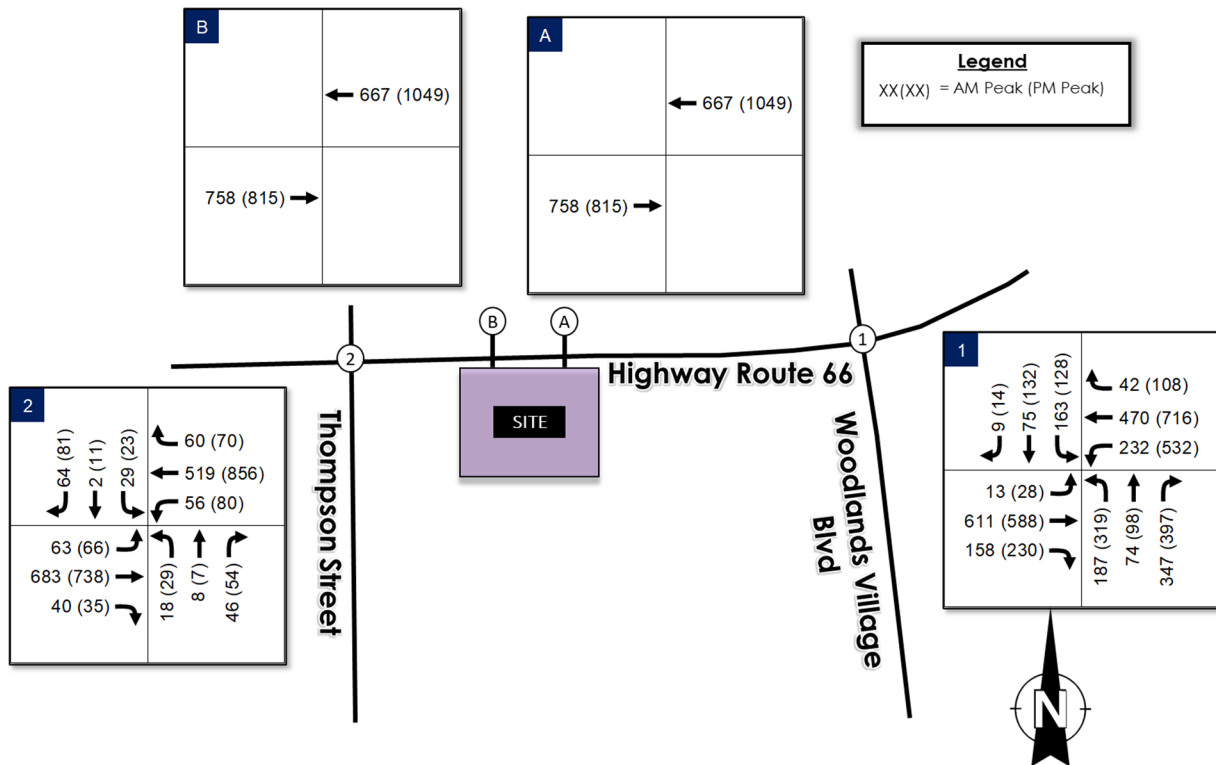 B
667 (1049)
758 (815)
A
667 (1049)
758 (815)
Legend
XX(XX) = AM Peak (PM Peak)
B
A
2
1
Highway Route 66
SITE
Thompson Street
Woodlands Village
Blvd
2
64 (81)
2 (11)
29 (23)
60 (70)
519 (856)
56 (80)
63 (66)
683 (738)
40 (35)
18 (29)
8 (7)
46 (54)
1
9 (14)
75 (132)
163 (128)
42 (108)
470 (716)
232 (532)
13 (28)
611 (588)
158 (230)
187 (319)
74 (98)
347 (397)
N